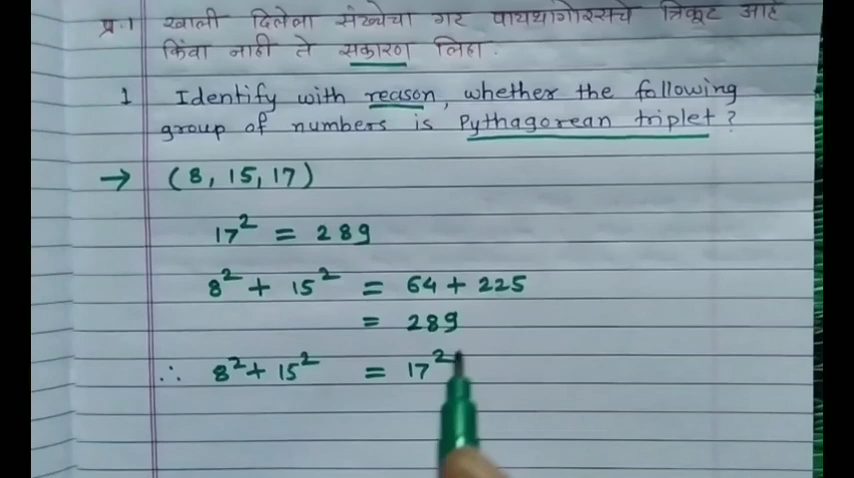 प्र.१ खाली दिलेला संख्येचा गट पायथागोरसचे त्रिकूट आहे
किंवा नाही ते सकारण लिहा.
1 Identify with reason, whether the following
group of numbers is Pythagorean triplet?
→ (8, 15, 17)
17² = 289
8² + 15² = 64 + 225
= 289
∴ 8² + 15² = 17²